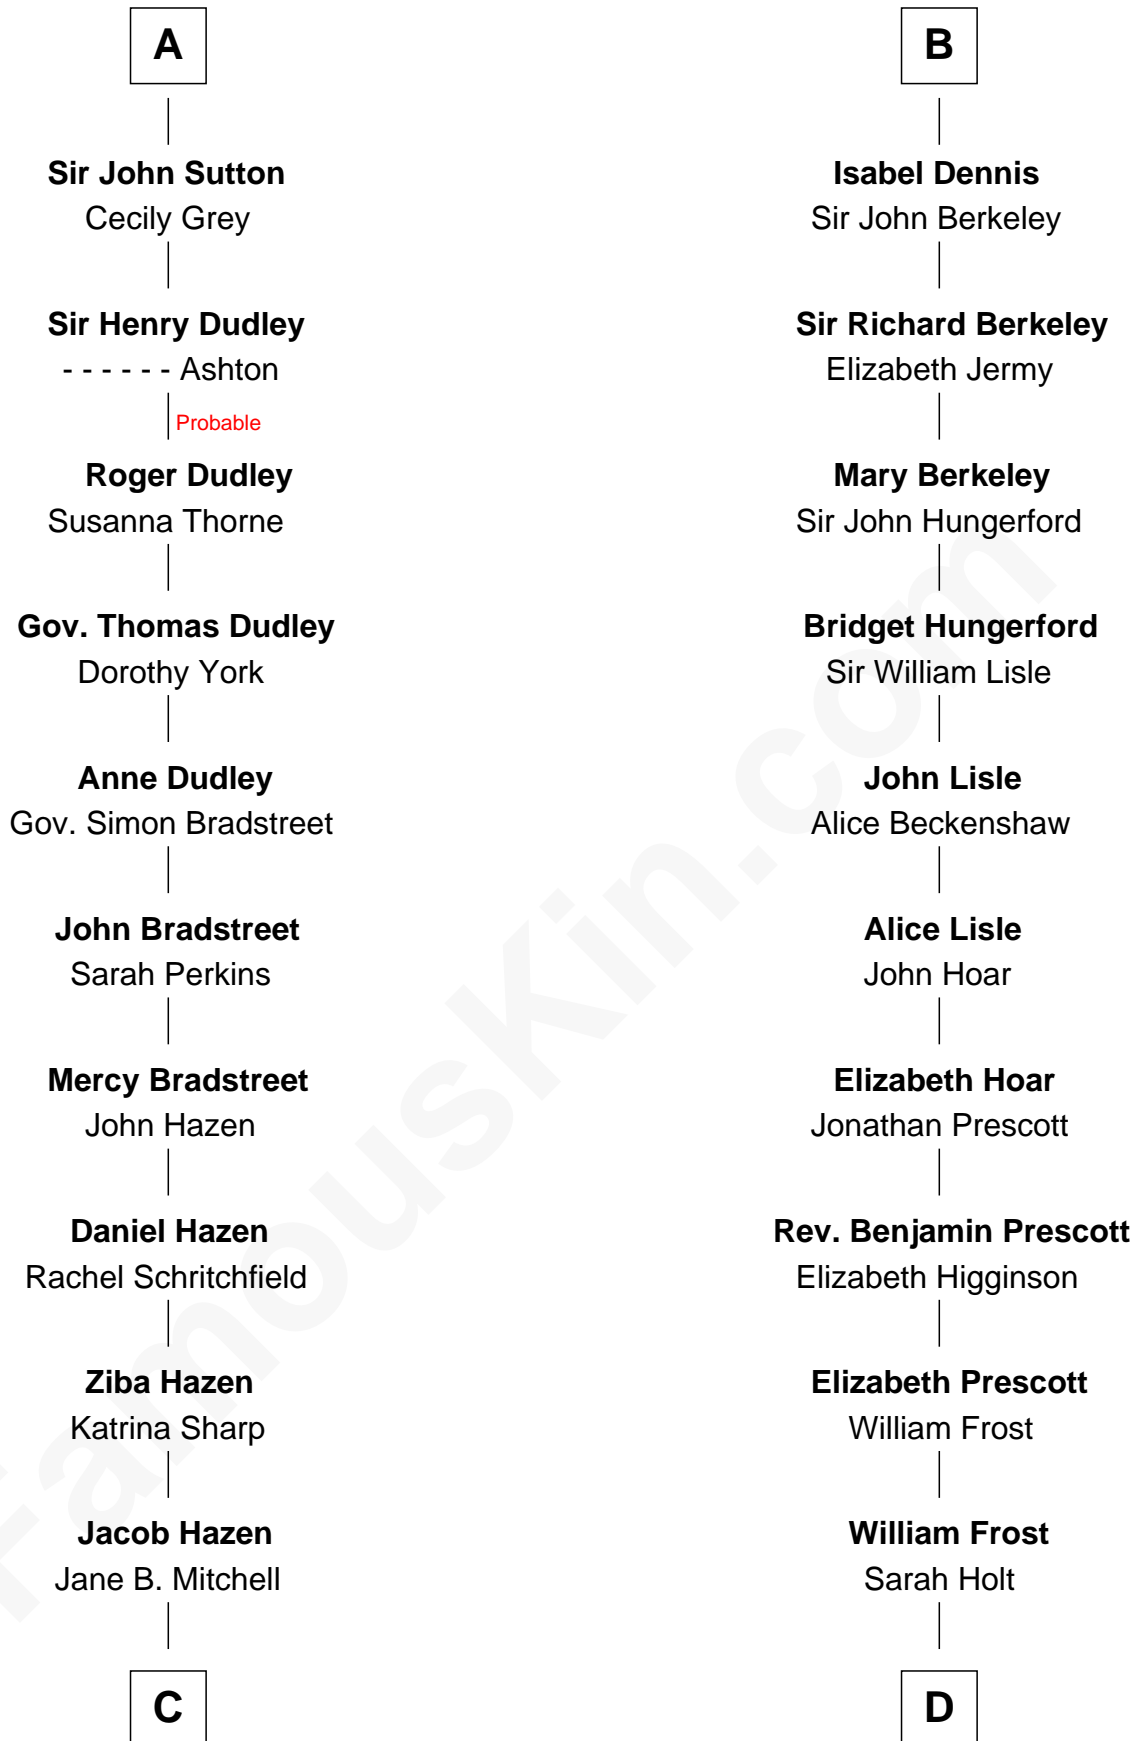 A
Sir John Sutton
Cecily Grey
Sir Henry Dudley
- - - - - - Ashton
Probable
Roger Dudley
Susanna Thorne
Gov. Thomas Dudley
Dorothy York
Anne Dudley
Gov. Simon Bradstreet
John Bradstreet
Sarah Perkins
Mercy Bradstreet
John Hazen
Daniel Hazen
Rachel Schritchfield
Ziba Hazen
Katrina Sharp
Jacob Hazen
Jane B. Mitchell
C
B
Isabel Dennis
Sir John Berkeley
Sir Richard Berkeley
Elizabeth Jermy
Mary Berkeley
Sir John Hungerford
Bridget Hungerford
Sir William Lisle
John Lisle
Alice Beckenshaw
Alice Lisle
John Hoar
Elizabeth Hoar
Jonathan Prescott
Rev. Benjamin Prescott
Elizabeth Higginson
Elizabeth Prescott
William Frost
William Frost
Sarah Holt
D
FamousKin.com